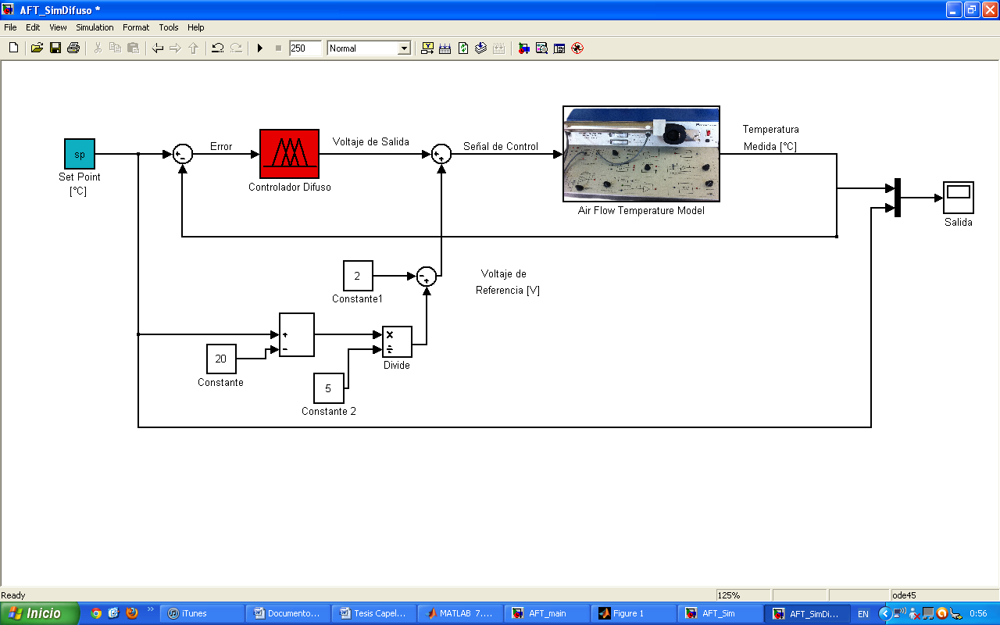 AFT_SimDifuso *
File Edit View Simulation Format Tools Help
250 Normal
sp
Set Point
[°C]
Error
Controlador Difuso
Voltaje de Salida
Señal de Control
Air Flow Temperature Model
Temperatura
Medida [°C]
Salida
2
Constante1
Voltaje de
Referencia [V]
20
Constante
Divide
5
Constante 2
Ready 125% ode45
Inicio iTunes Documento... Tesis Capel... MATLAB 7.... AFT_main Figure 1 AFT_Sim AFT_SimDi... EN 0:56